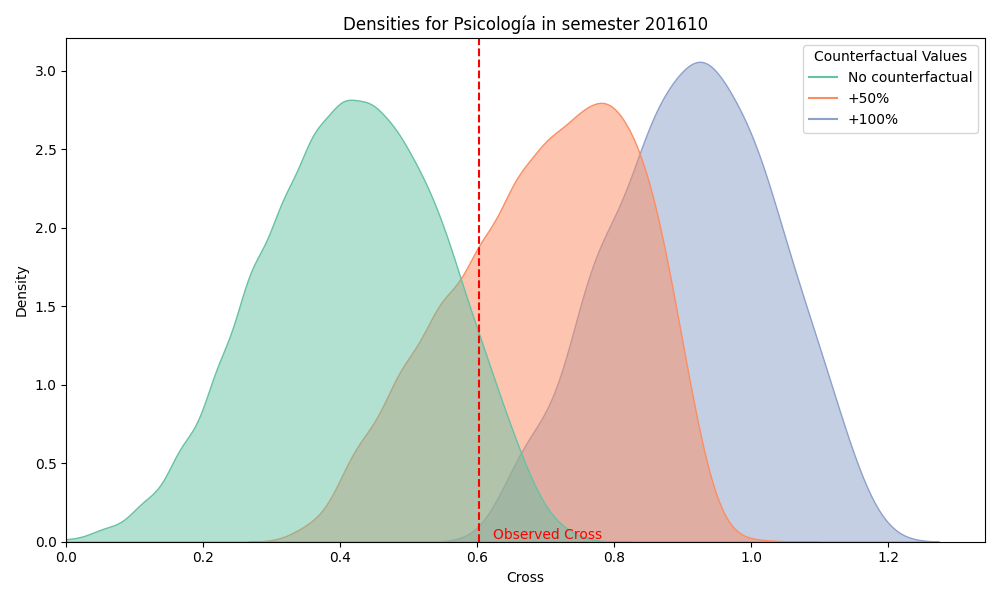 Densities for Psicología in semester 201610
Counterfactual Values
No counterfactual
+50%
+100%
Density
3.0
2.5
2.0
1.5
1.0
0.5
0.0
Observed Cross
0.0 0.2 0.4 0.6 0.8 1.0 1.2
Cross